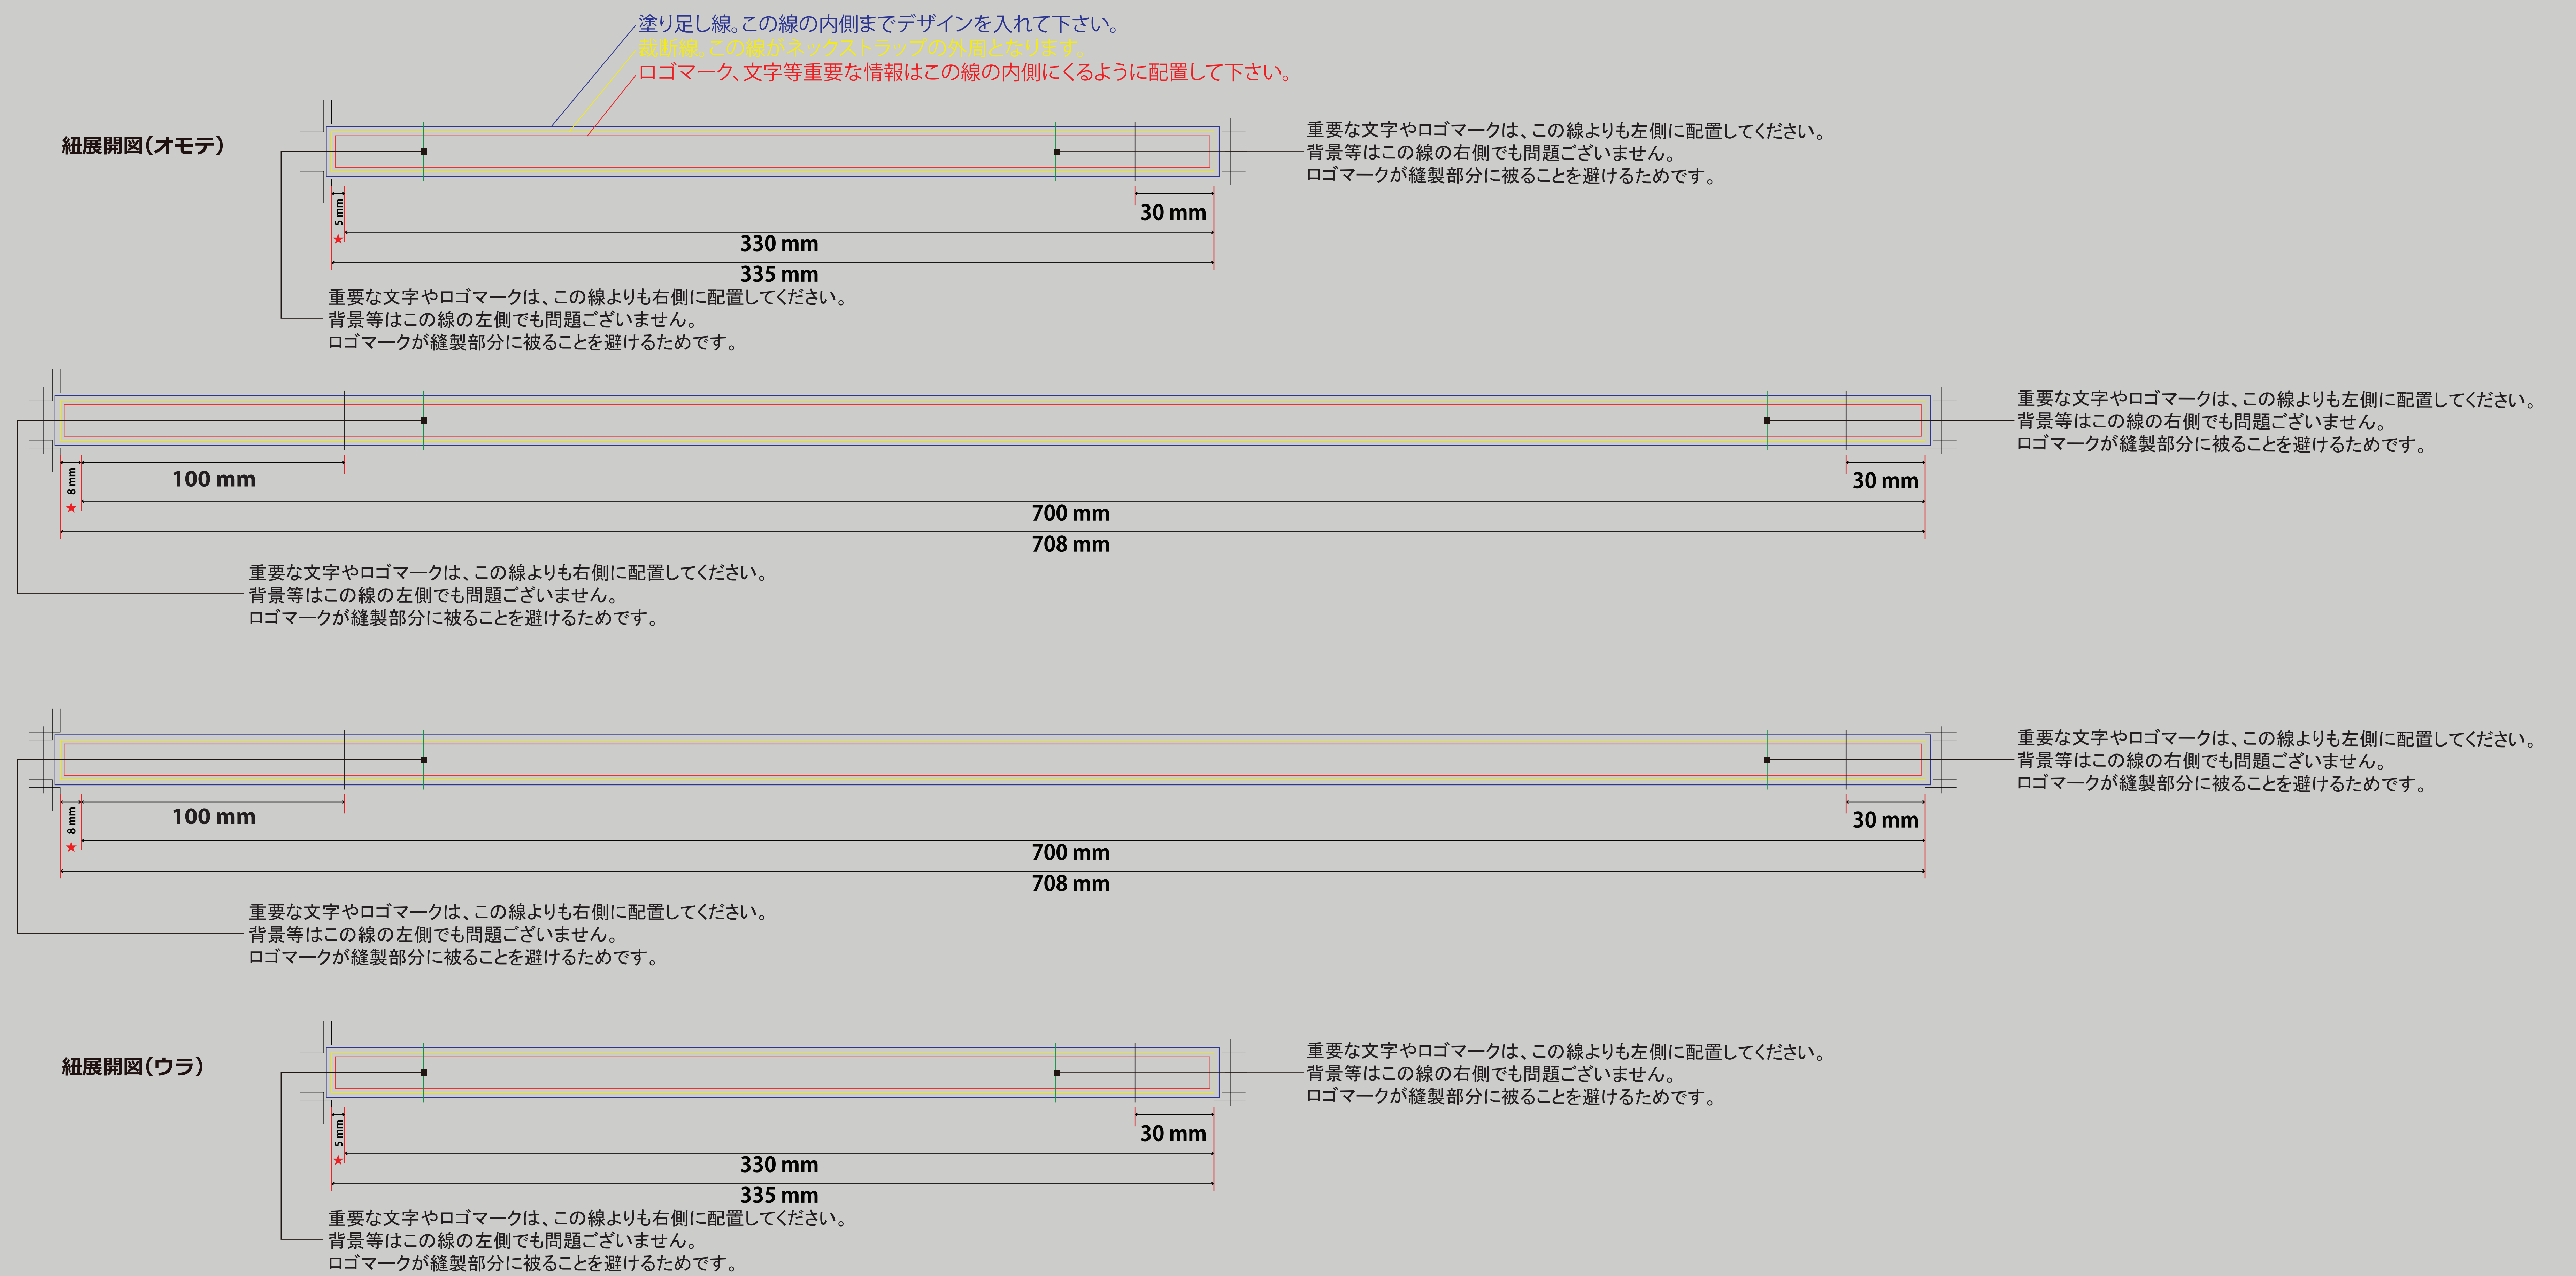 塗り足し線。この線の内側までデザインを入れて下さい。
裁断線。この線がネックストラップの外周となります。
ロゴマーク、文字等重要な情報はこの線の内側にくるように配置して下さい。
紐展開図(オモテ)
重要な文字やロゴマークは、この線よりも左側に配置してください。
背景等はこの線の右側でも問題ございません。
ロゴマークが縫製部分に被ることを避けるためです。
5 mm
★
30 mm
330 mm
335 mm
重要な文字やロゴマークは、この線よりも右側に配置してください。
背景等はこの線の左側でも問題ございません。
ロゴマークが縫製部分に被ることを避けるためです。
重要な文字やロゴマークは、この線よりも左側に配置してください。
背景等はこの線の右側でも問題ございません。
ロゴマークが縫製部分に被ることを避けるためです。
8 mm
★
100 mm
30 mm
700 mm
708 mm
重要な文字やロゴマークは、この線よりも右側に配置してください。
背景等はこの線の左側でも問題ございません。
ロゴマークが縫製部分に被ることを避けるためです。
重要な文字やロゴマークは、この線よりも左側に配置してください。
背景等はこの線の右側でも問題ございません。
ロゴマークが縫製部分に被ることを避けるためです。
8 mm
★
100 mm
30 mm
700 mm
708 mm
重要な文字やロゴマークは、この線よりも右側に配置してください。
背景等はこの線の左側でも問題ございません。
ロゴマークが縫製部分に被ることを避けるためです。
紐展開図(ウラ)
重要な文字やロゴマークは、この線よりも左側に配置してください。
背景等はこの線の右側でも問題ございません。
ロゴマークが縫製部分に被ることを避けるためです。
5 mm
★
30 mm
330 mm
335 mm
重要な文字やロゴマークは、この線よりも右側に配置してください。
背景等はこの線の左側でも問題ございません。
ロゴマークが縫製部分に被ることを避けるためです。